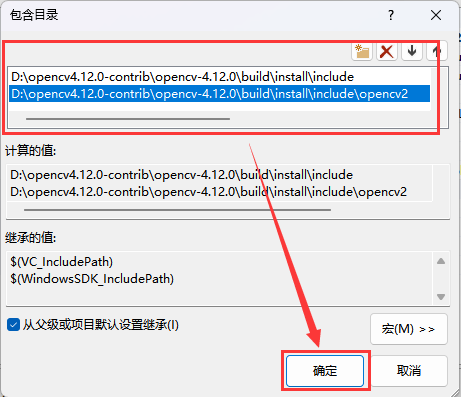 包含目录
?
D:\opencv4.12.0-contrib\opencv-4.12.0\build\install\include
D:\opencv4.12.0-contrib\opencv-4.12.0\build\install\include\opencv2
计算的值:
D:\opencv4.12.0-contrib\opencv-4.12.0\build\install\include
D:\opencv4.12.0-contrib\opencv-4.12.0\build\install\include\opencv2
继承的值:
$(VC_IncludePath)
$(WindowsSDK_IncludePath)
从父级或项目默认设置继承(I)
宏(M) >>
确定
取消